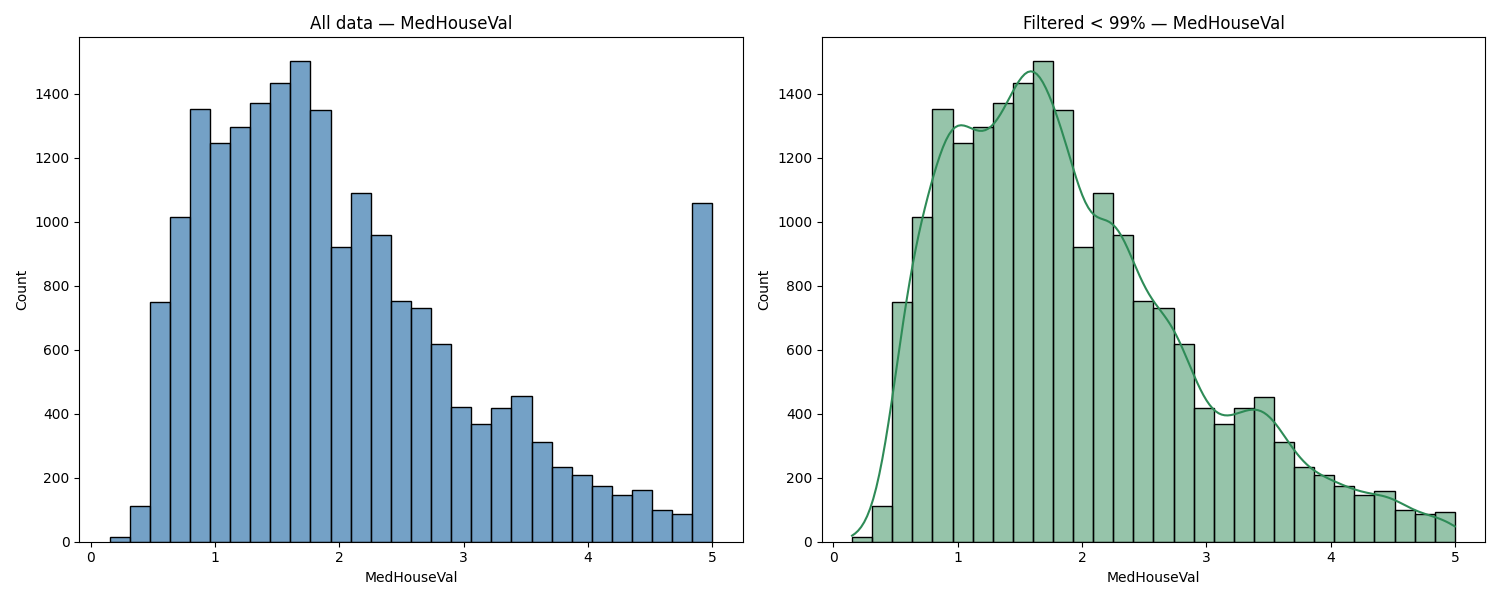 All data — MedHouseVal
Count
1400
1200
1000
800
600
400
200
0
0 1 2 3 4 5
MedHouseVal
Filtered < 99% — MedHouseVal
Count
1400
1200
1000
800
600
400
200
0
0 1 2 3 4 5
MedHouseVal